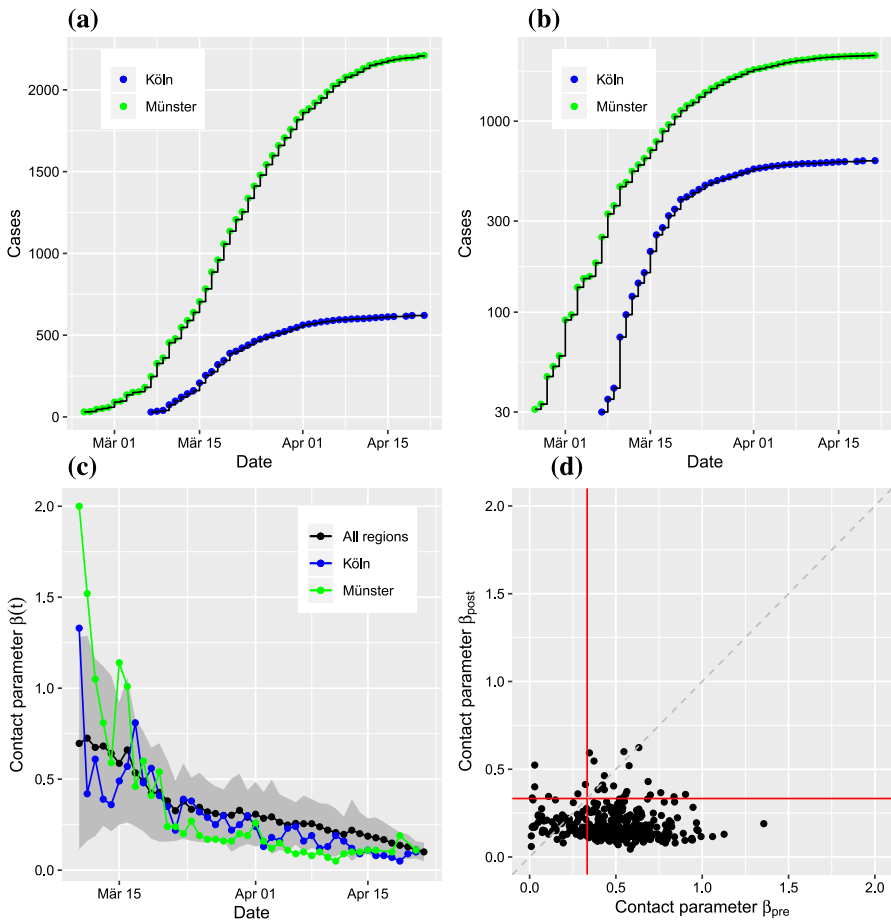 (a)
Cases
2000
1500
1000
500
0
Köln
Münster
Mär 01
Mär 15
Apr 01
Apr 15
Date
(b)
Cases
1000
300
100
30
Köln
Münster
Mär 01
Mär 15
Apr 01
Apr 15
Date
(c)
Contact parameter β(t)
2.0
1.5
1.0
0.5
0.0
All regions
Köln
Münster
Mär 15
Apr 01
Apr 15
Date
(d)
Contact parameter βpost
2.0
1.5
1.0
0.5
0.0
0.0
0.5
1.0
1.5
2.0
Contact parameter βpre